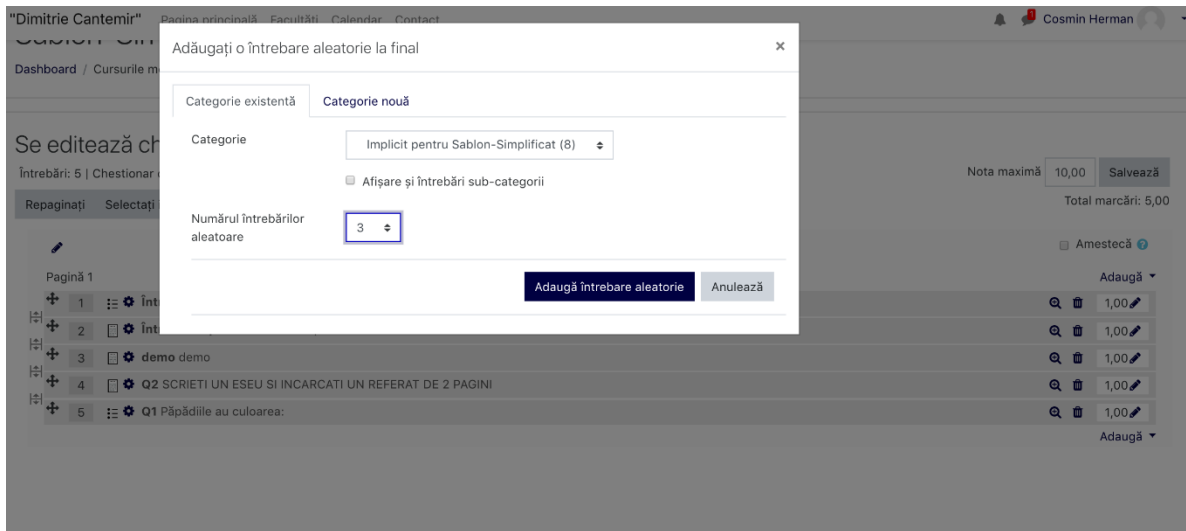 "Dimitrie Cantemir" Pagina principală Facultăți Calendar Contact Cosmin Herman
Adăugați o întrebare aleatorie la final ×
Dashboard / Cursurile
Categorie existentă Categorie nouă
Categorie Implicit pentru Sablon-Simplificat (8)
Afișare și întrebări sub-categorii
Se editează
Întrebări: 5 | Chestionar
Nota maximă 10,00 Salvează
Repaginați Selectați
Total marcări: 5,00
Numărul întrebărilor
aleatoare
3
Amestecă
Pagină 1
Adaugă
Adaugă întrebare aleatorie Anulează
1 1,00
2 1,00
3 demo demo 1,00
4 Q2 SCRIETI UN ESEU SI INCARCATI UN REFERAT DE 2 PAGINI 1,00
5 Q1 Păpădiile au culoarea: 1,00
Adaugă